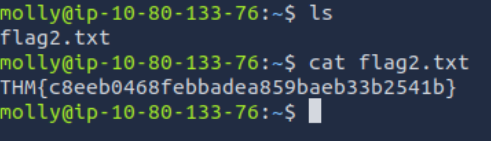 molly@ip-10-80-133-76:~$ ls
flag2.txt
molly@ip-10-80-133-76:~$ cat flag2.txt
THM{c8eeb0468febbadea859baeb33b2541b}
molly@ip-10-80-133-76:~$